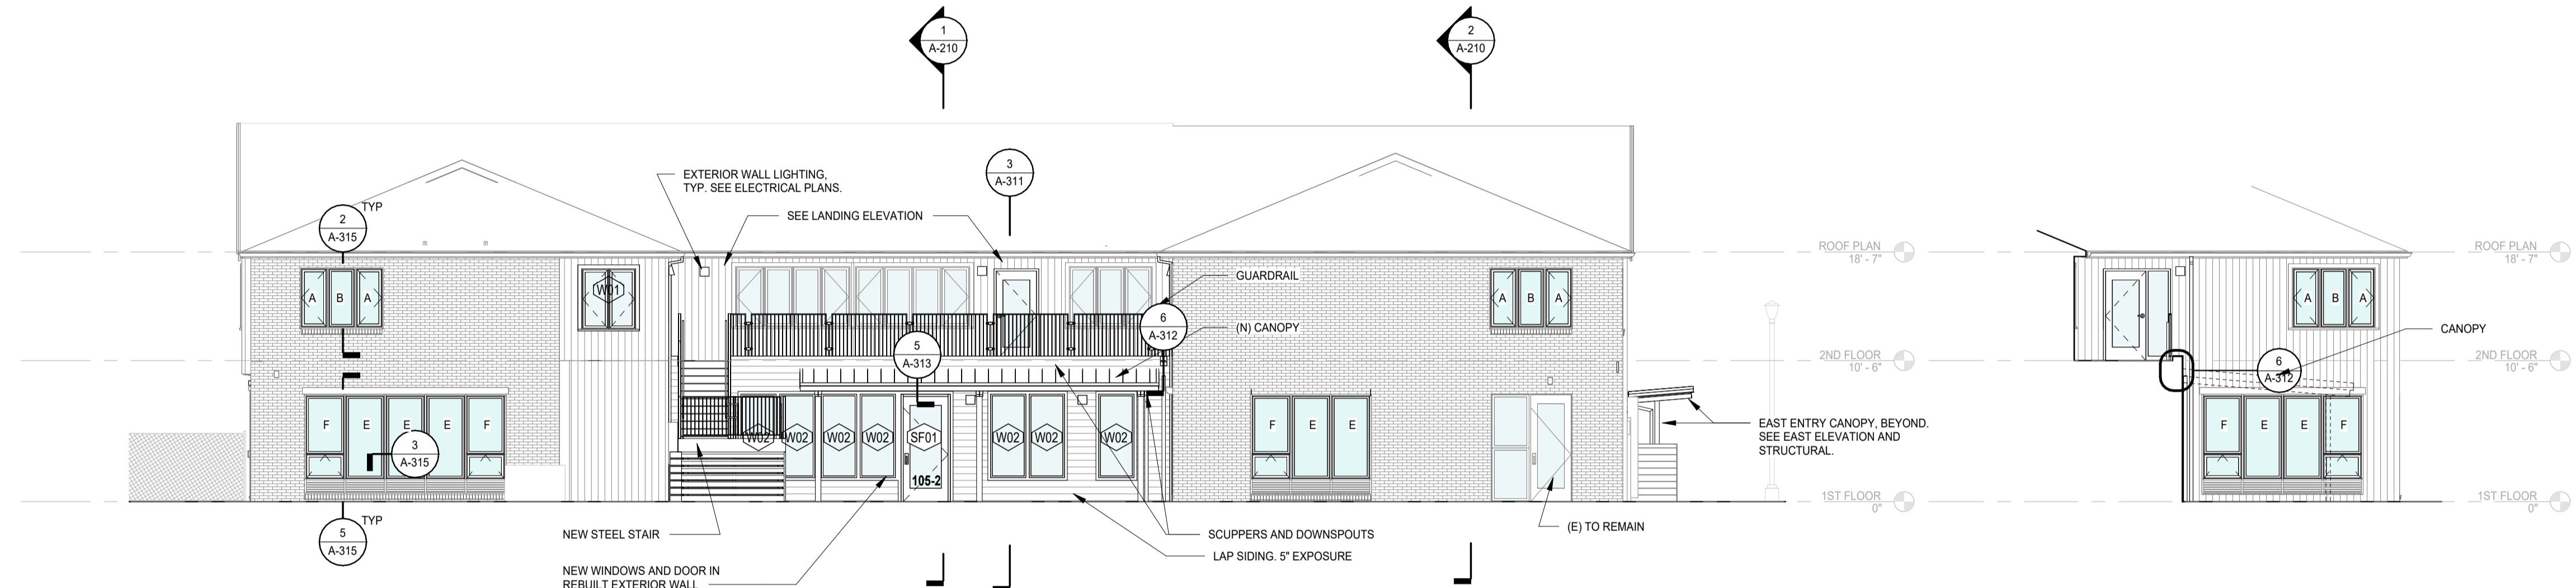 1
A-210
2
A-210
3
A-311
EXTERIOR WALL LIGHTING,
TYP. SEE ELECTRICAL PLANS.
SEE LANDING ELEVATION
TYP
2
A-315
ROOF PLAN
18' - 7"
ROOF PLAN
18' - 7"
GUARDRAIL
W01
A
B
A
A
B
A
A
B
A
6
A-312
(N) CANOPY
CANOPY
5
A-313
2ND FLOOR
10' - 6"
2ND FLOOR
10' - 6"
6
A-312
F
E
E
E
F
3
A-315
W02
W02
W02
W02
SF01
105-2
W02
W02
W02
F
E
E
F
E
E
F
EAST ENTRY CANOPY, BEYOND.
SEE EAST ELEVATION AND
STRUCTURAL.
1ST FLOOR
0"
1ST FLOOR
0"
TYP
5
A-315
NEW STEEL STAIR
SCUPPERS AND DOWNSPOUTS
(E) TO REMAIN
LAP SIDING. 5" EXPOSURE
NEW WINDOWS AND DOOR IN
REBUILT EXTERIOR WALL